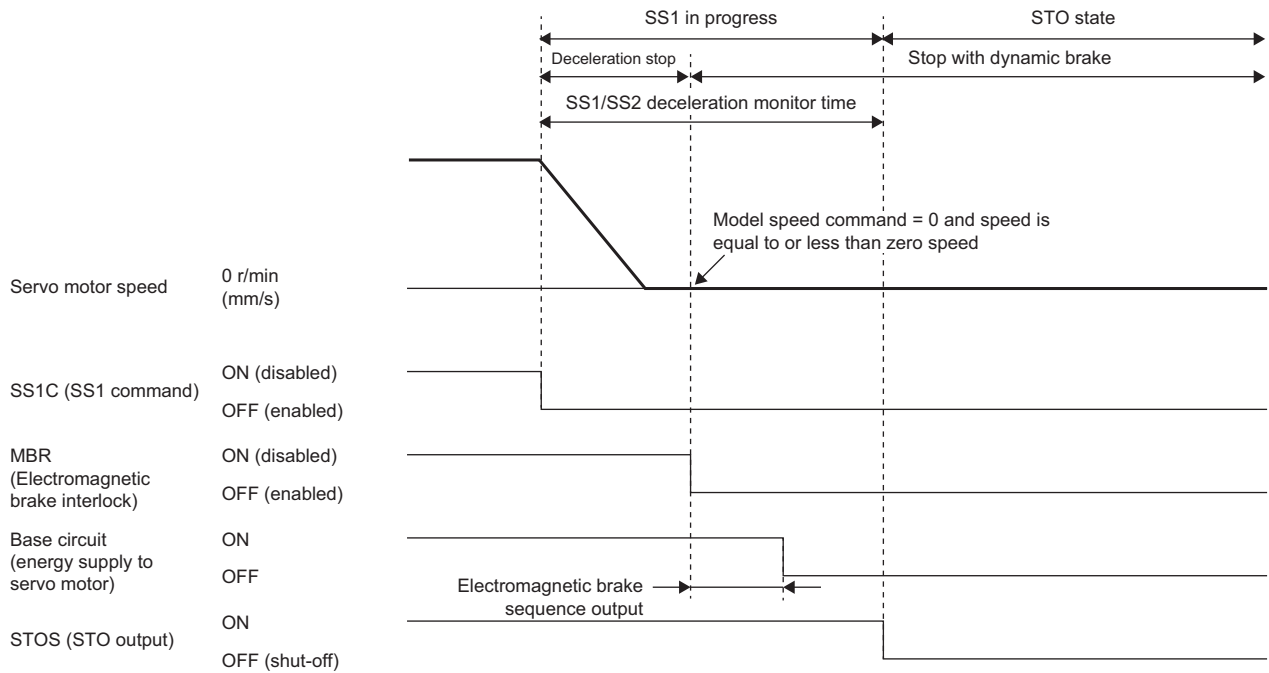 SS1 in progress
STO state
Deceleration stop
Stop with dynamic brake
SS1/SS2 deceleration monitor time
Model speed command = 0 and speed is
equal to or less than zero speed
Servo motor speed
0 r/min
(mm/s)
SS1C (SS1 command)
ON (disabled)
OFF (enabled)
MBR
(Electromagnetic
brake interlock)
ON (disabled)
OFF (enabled)
Base circuit
(energy supply to
servo motor)
ON
OFF
Electromagnetic brake
sequence output
STOS (STO output)
ON
OFF (shut-off)